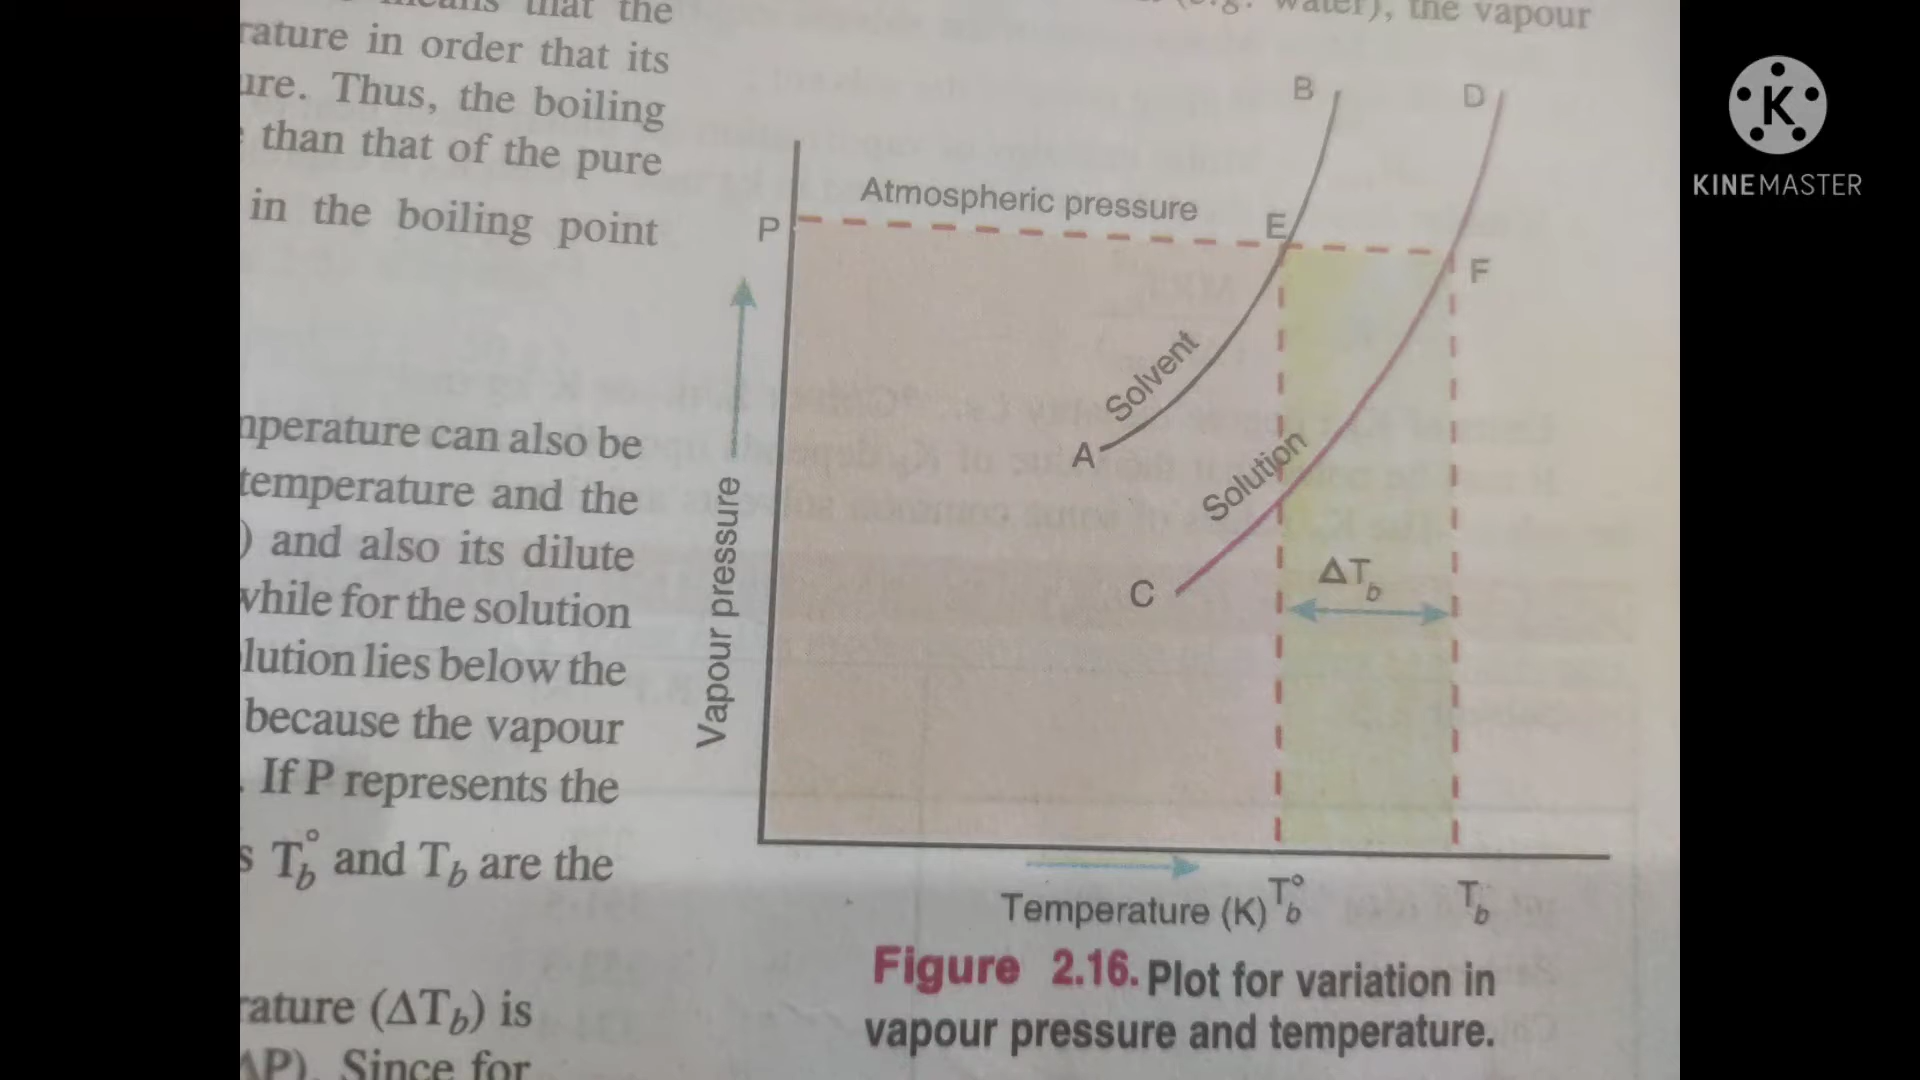 means that the
rature in order that its
ure. Thus, the boiling
than that of the pure
in the boiling point
nperature can also be
temperature and the
) and also its dilute
while for the solution
lution lies below the
because the vapour
. If P represents the
s T°b and Tb are the
rature (ΔTb) is
ΔP). Since for
(e.g. water), the vapour
B
D
Atmospheric pressure
P
E
F
Solvent
A
Solution
C
ΔTb
Vapour pressure
Temperature (K)
T°b
Tb
Figure 2.16. Plot for variation in
vapour pressure and temperature.
K
KINEMASTER